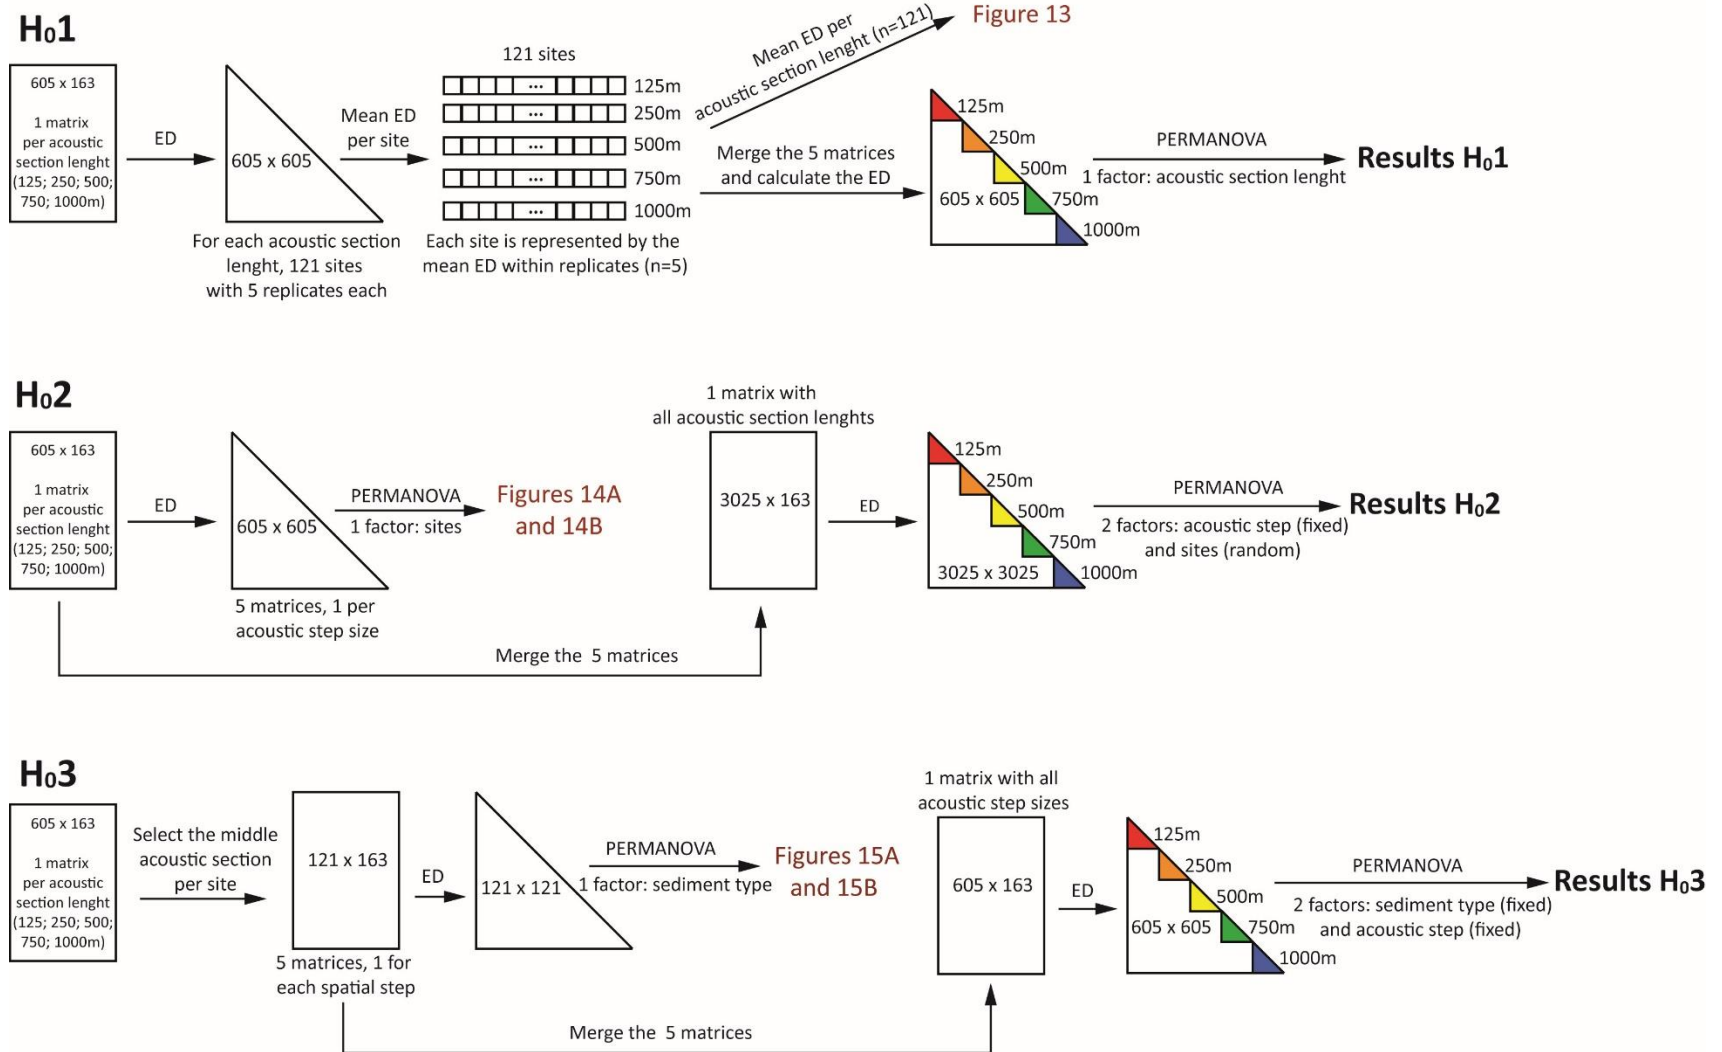 H₀1
605 x 163
1 matrix
per acoustic
section lenght
(125; 250; 500;
750; 1000m)
ED
605 x 605
For each acoustic section
lenght, 121 sites
with 5 replicates each
Mean ED
per site
121 sites
...
125m
...
250m
...
500m
...
750m
...
1000m
Each site is represented by the
mean ED within replicates (n=5)
Mean ED per
acoustic section lenght (n=121)
Figure 13
Merge the 5 matrices
and calculate the ED
125m
250m
500m
750m
1000m
605 x 605
PERMANOVA
1 factor: acoustic section lenght
Results H₀1
H₀2
605 x 163
1 matrix
per acoustic
section lenght
(125; 250; 500;
750; 1000m)
ED
605 x 605
5 matrices, 1 per
acoustic step size
PERMANOVA
1 factor: sites
Figures 14A
and 14B
Merge the 5 matrices
1 matrix with
all acoustic section lenghts
3025 x 163
ED
125m
250m
500m
750m
1000m
3025 x 3025
PERMANOVA
2 factors: acoustic step (fixed)
and sites (random)
Results H₀2
H₀3
605 x 163
1 matrix
per acoustic
section lenght
(125; 250; 500;
750; 1000m)
Select the middle
acoustic section
per site
121 x 163
5 matrices, 1 for
each spatial step
ED
121 x 121
PERMANOVA
1 factor: sediment type
Figures 15A
and 15B
Merge the 5 matrices
1 matrix with all
acoustic step sizes
605 x 163
ED
125m
250m
500m
750m
1000m
605 x 605
PERMANOVA
2 factors: sediment type (fixed)
and acoustic step (fixed)
Results H₀3